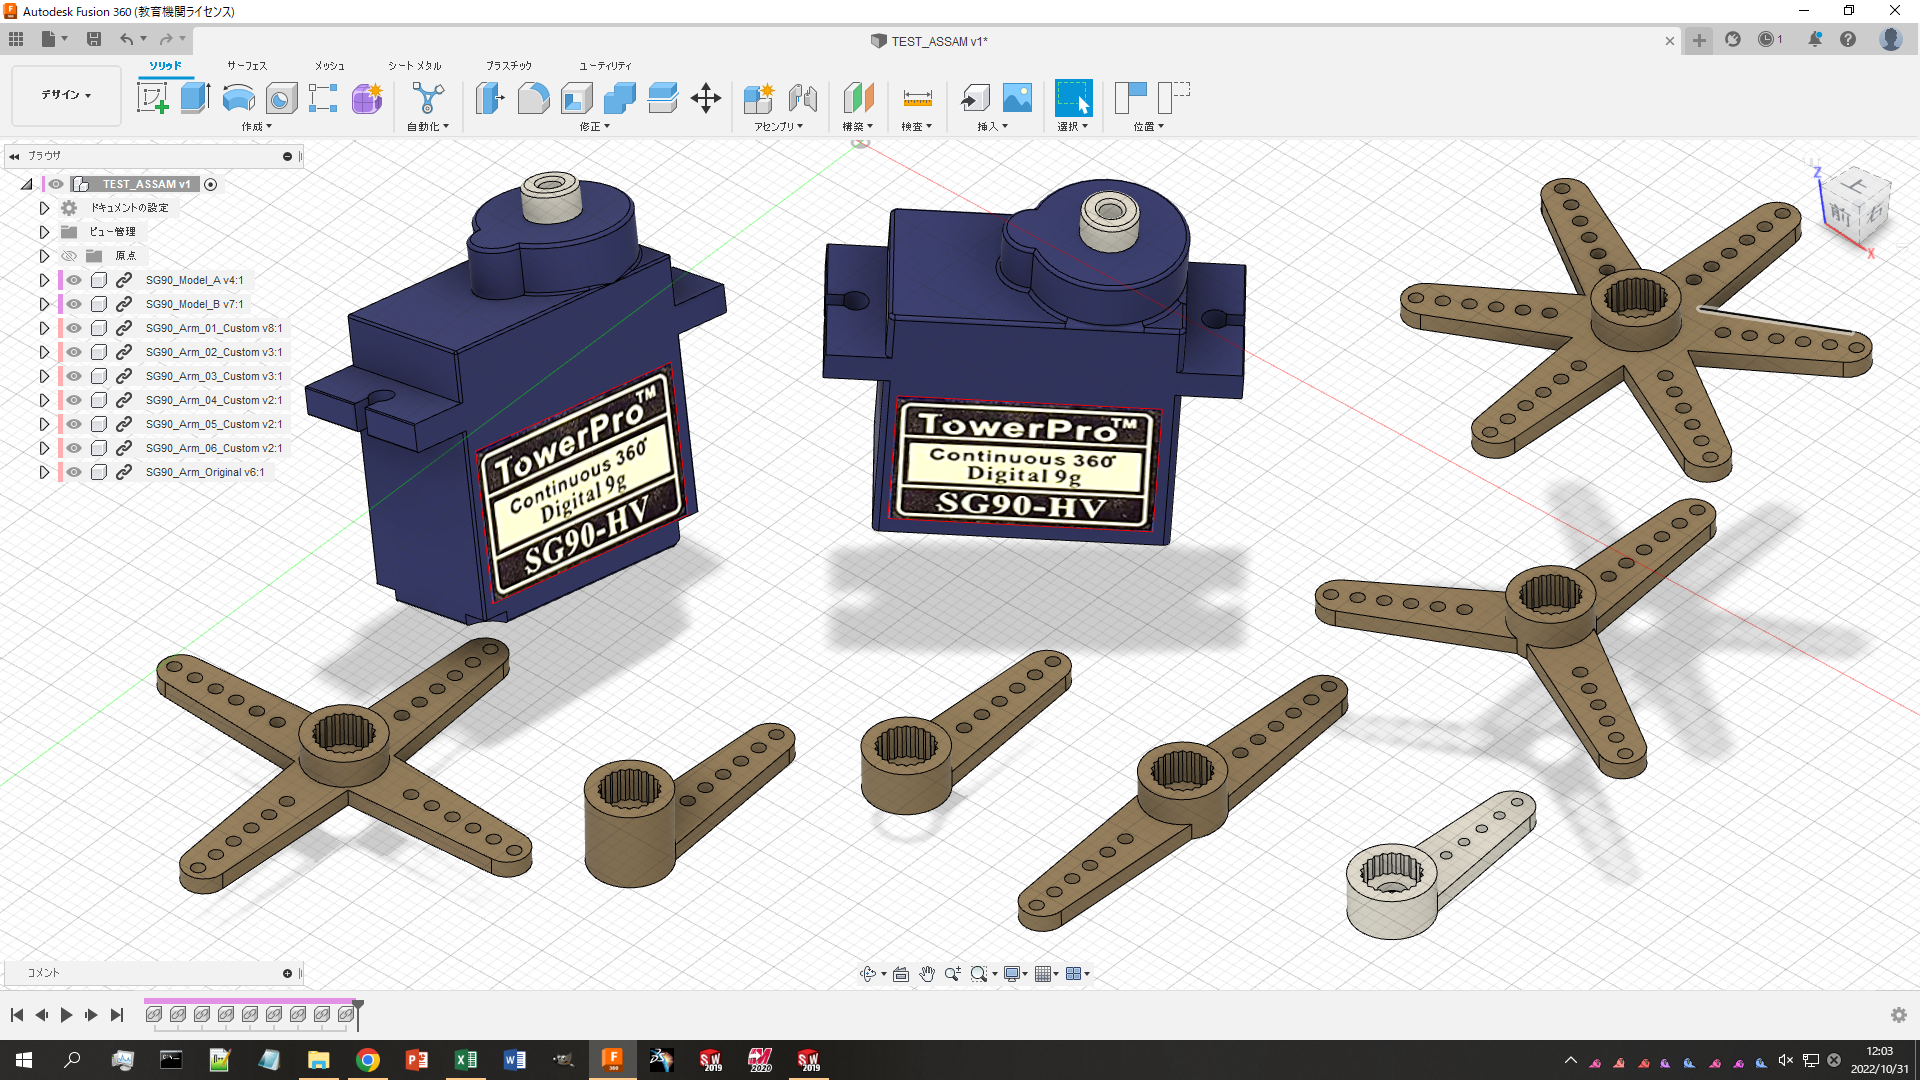 Autodesk Fusion 360 (教育機関ライセンス)
TEST_ASSAM v1*
1
デザイン
ソリッド
サーフェス
メッシュ
シート メタル
プラスチック
ユーティリティ
作成
自動化
修正
アセンブリ
構築
検査
挿入
選択
位置
ブラウザ
TEST_ASSAM v1
ドキュメントの設定
ビュー管理
原点
SG90_Model_A v4:1
SG90_Model_B v7:1
SG90_Arm_01_Custom v8:1
SG90_Arm_02_Custom v3:1
SG90_Arm_03_Custom v3:1
SG90_Arm_04_Custom v2:1
SG90_Arm_05_Custom v2:1
SG90_Arm_06_Custom v2:1
SG90_Arm_Original v6:1
TowerPro™
Continuous 360°
Digital 9g
SG90-HV
TowerPro™
Continuous 360°
Digital 9g
SG90-HV
Z
上
前
右
X
コメント
12:03
2022/10/31